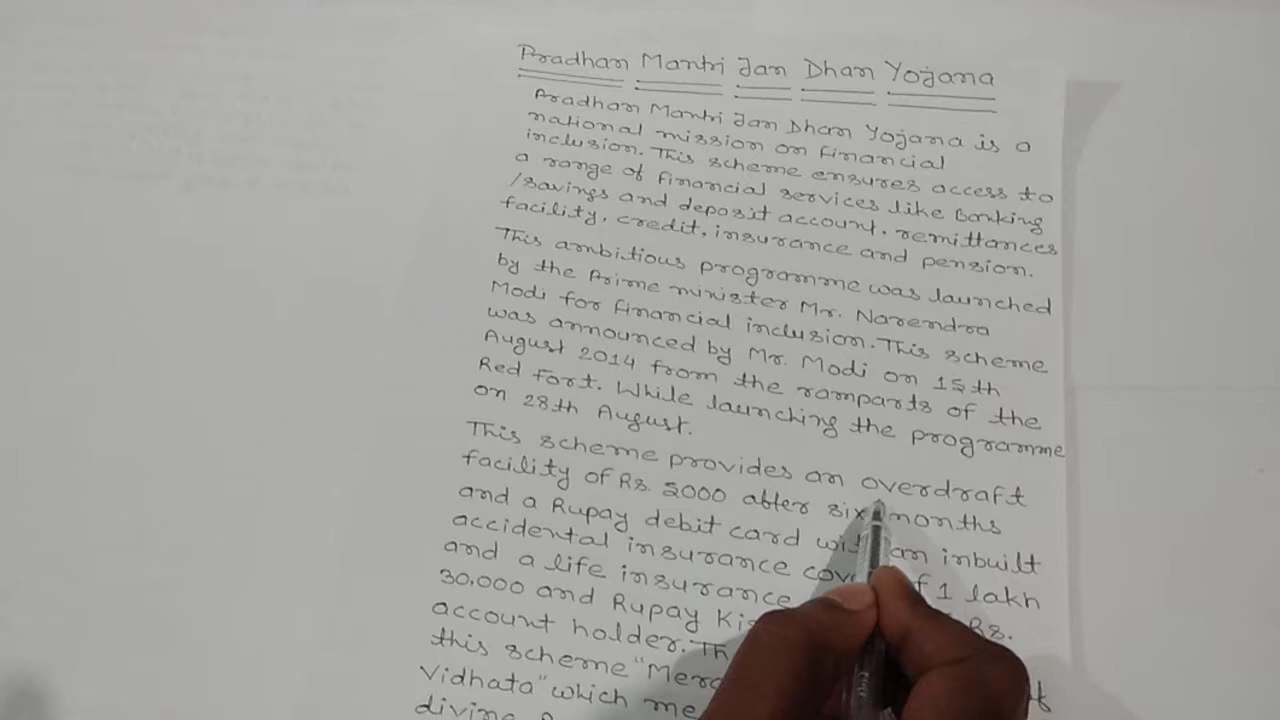 Pradhan Mantri Jan Dhan Yojana
Pradhan Mantri Jan Dhan Yojana is a
national mission on financial
inclusion. This scheme ensures access to
a range of financial services like Banking
/savings and deposit account, remittances
facility, credit, insurance and pension.
This ambitious programme was launched
by the Prime minister Mr. Narendra
Modi for financial inclusion. This scheme
was announced by Mr. Modi on 15th
August 2014 from the ramparts of the
Red fort. While launching the programme
on 28th August.
This scheme provides an overdraft
facility of Rs. 5000 after six months
and a Rupay debit card with an inbuilt
accidental insurance cover of 1 lakh
and a life insurance Rs.
30,000 and Rupay
account holder.
this scheme "Mera
Vidhata" which